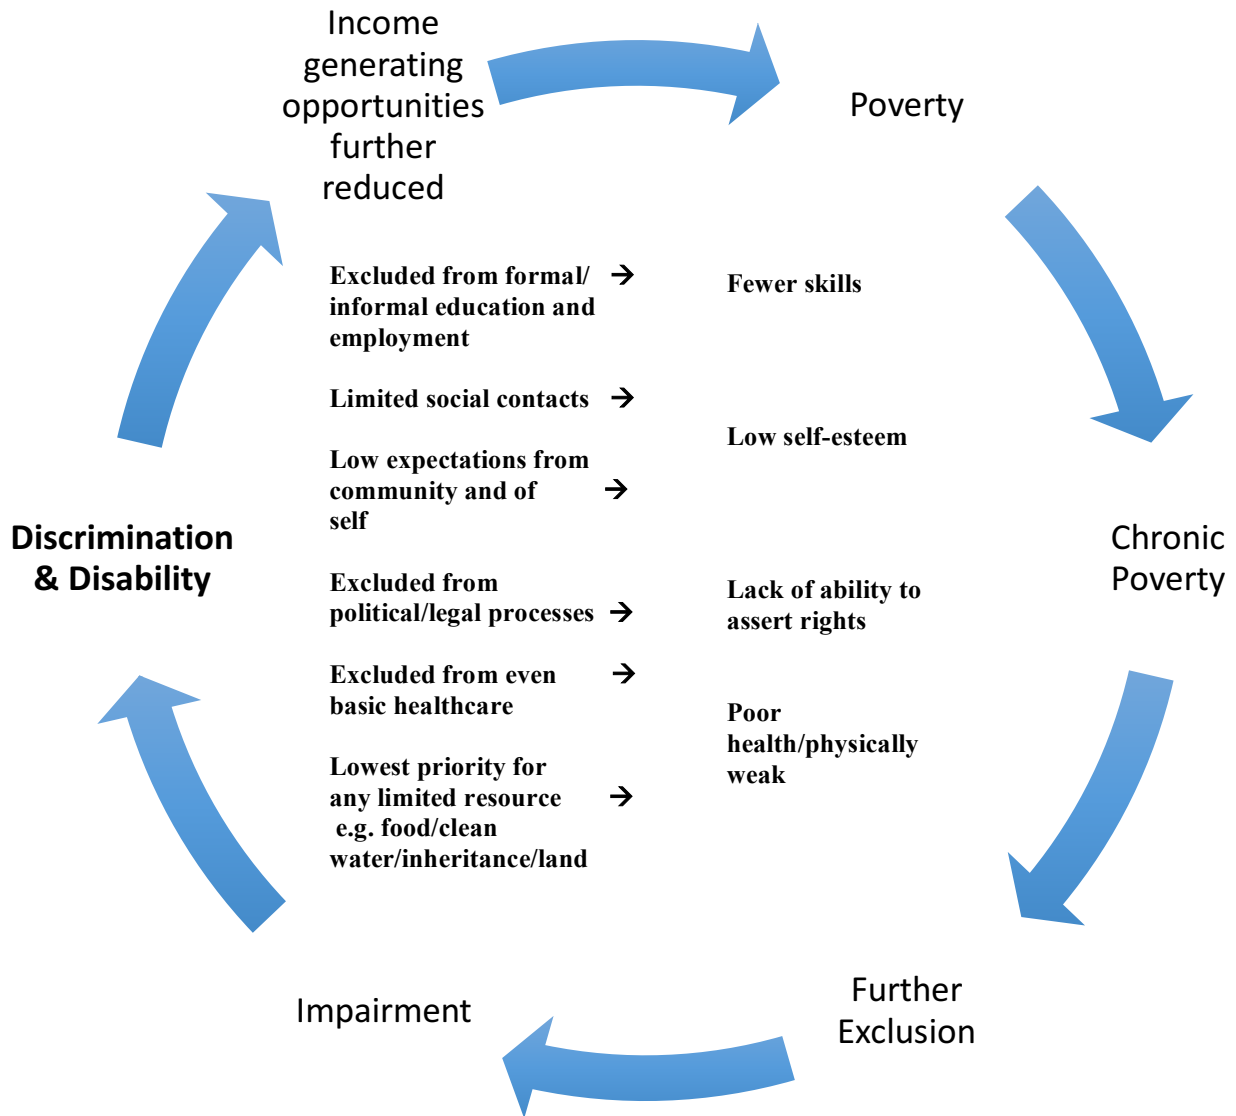 Income
generating
opportunities
further
reduced
Poverty
Excluded from formal/ →
informal education and
employment
Fewer skills
Limited social contacts →
Low self-esteem
Low expectations from
community and of →
self
Discrimination
& Disability
Chronic
Poverty
Excluded from
political/legal processes →
Lack of ability to
assert rights
Excluded from even →
basic healthcare
Poor
health/physically
weak
Lowest priority for
any limited resource →
e.g. food/clean
water/inheritance/land
Impairment
Further
Exclusion